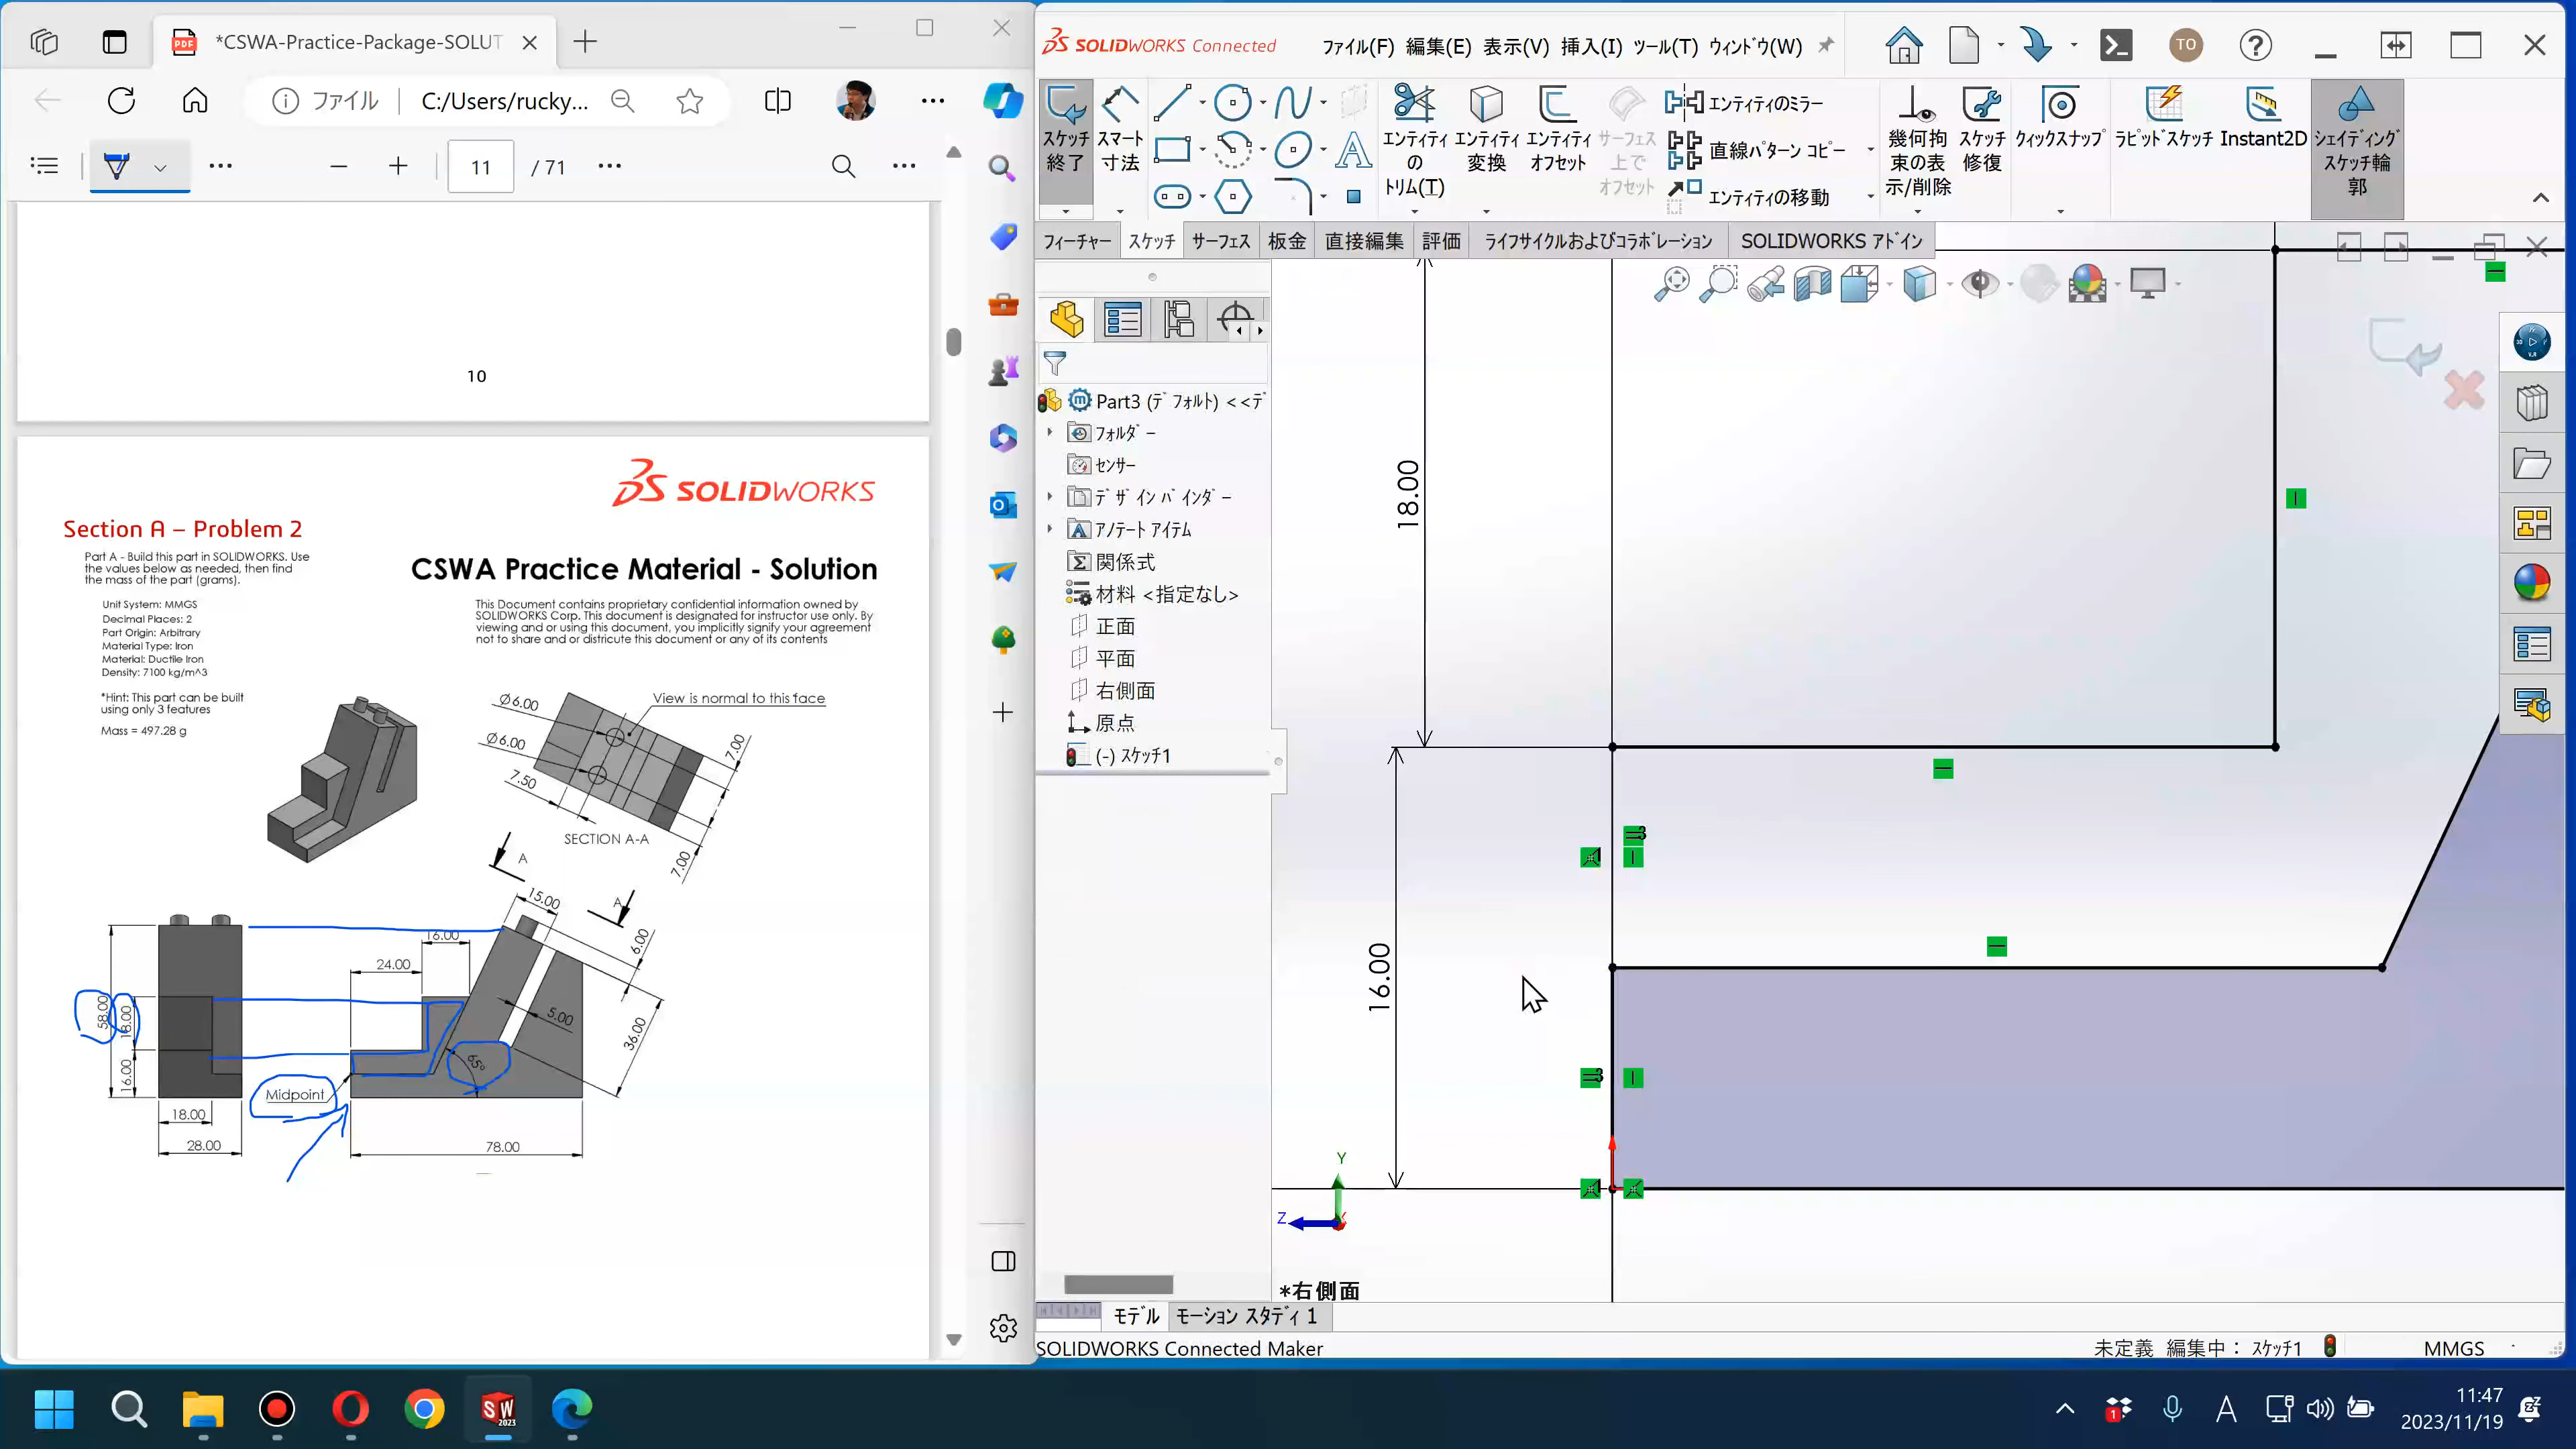 *CSWA-Practice-Package-SOLUT
ファイル
C:/Users/rucky...
11 / 71
10
SOLIDWORKS
Section A – Problem 2
Part A - Build this part in SOLIDWORKS. Use
the values below as needed, then find
the mass of the part (grams).
CSWA Practice Material - Solution
Unit System: MMGS
Decimal Places: 2
Part Origin: Arbitrary
Material Type: Iron
Material: Ductile Iron
Density: 7100 kg/m^3
This Document contains proprietary confidential information owned by
SOLIDWORKS Corp. This document is designated for instructor use only. By
viewing and or using this document, you implicitly signify your agreement
not to share and or districute this document or any of its contents
*Hint: This part can be built
using only 3 features
Mass = 497.28 g
View is normal to this face
Ø6.00
Ø6.00
7.50
7.00
7.00
SECTION A-A
A
A
15.00
16.00
24.00
6.00
5.00
36.00
65°
58.00
18.00
16.00
Midpoint
18.00
28.00
78.00
SOLIDWORKS Connected
ファイル(F) 編集(E) 表示(V) 挿入(I) ツール(T) ウィンドウ(W)
TO
スケッチ終了
スマート寸法
エンティティのトリム(T)
エンティティ変換
エンティティオフセット
サーフェス上でオフセット
エンティティのミラー
直線パターン コピー
エンティティの移動
幾何拘束の表示/削除
スケッチ修復
クイックスナップ
ラピッドスケッチ
Instant2D
シェイディングスケッチ輪郭
フィーチャー スケッチ サーフェス 板金 直接編集 評価 ライフサイクルおよびコラボレーション SOLIDWORKS アドイン
Part3 (デフォルト) <<デ
フォルダー
センサー
デザイン バインダー
アノテート アイテム
関係式
材料 <指定なし>
正面
平面
右側面
原点
(-) スケッチ1
18.00
16.00
Y
Z
*右側面
モデル モーション スタディ 1
SOLIDWORKS Connected Maker
未定義 編集中： スケッチ1
MMGS
11:47
2023/11/19